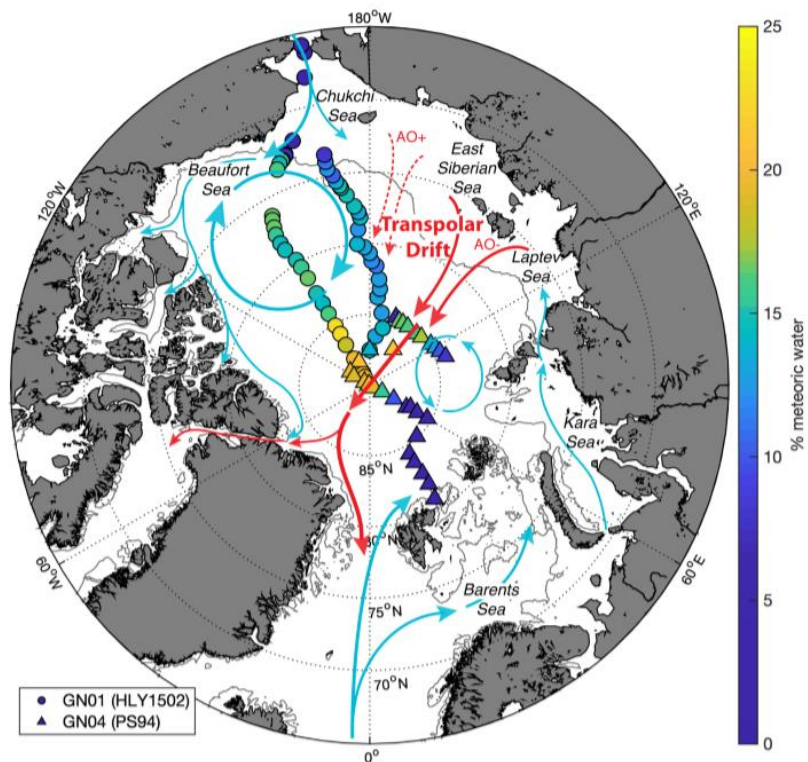 180°W
25
Chukchi
Sea
AO+
East
Siberian
Sea
Beaufort
Sea
120°W
120°E
20
Transpolar
Drift
AO-
Laptev
Sea
15
% meteoric water
Kara
Sea
10
85°N
80°N
60°W
60°E
75°N
Barents
Sea
5
70°N
GN01 (HLY1502)
GN04 (PS94)
0°
0